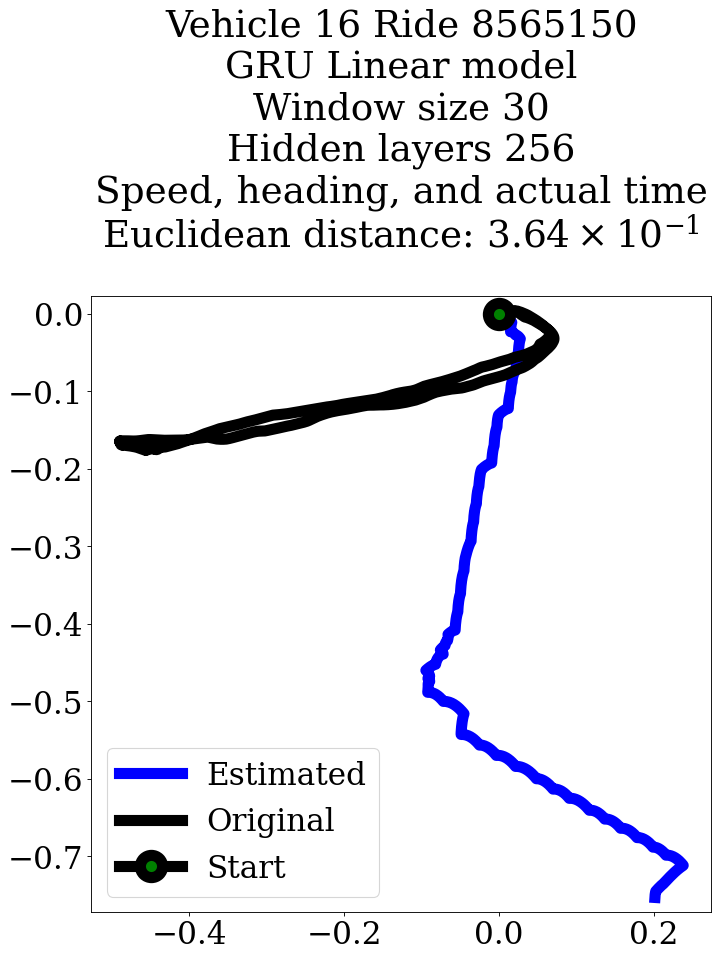 Vehicle 16 Ride 8565150
GRU Linear model
Window size 30
Hidden layers 256
Speed, heading, and actual time
Euclidean distance: 3.64 × 10⁻¹
0.0
−0.1
−0.2
−0.3
−0.4
−0.5
−0.6
−0.7
Estimated
Original
Start
−0.4 −0.2 0.0 0.2